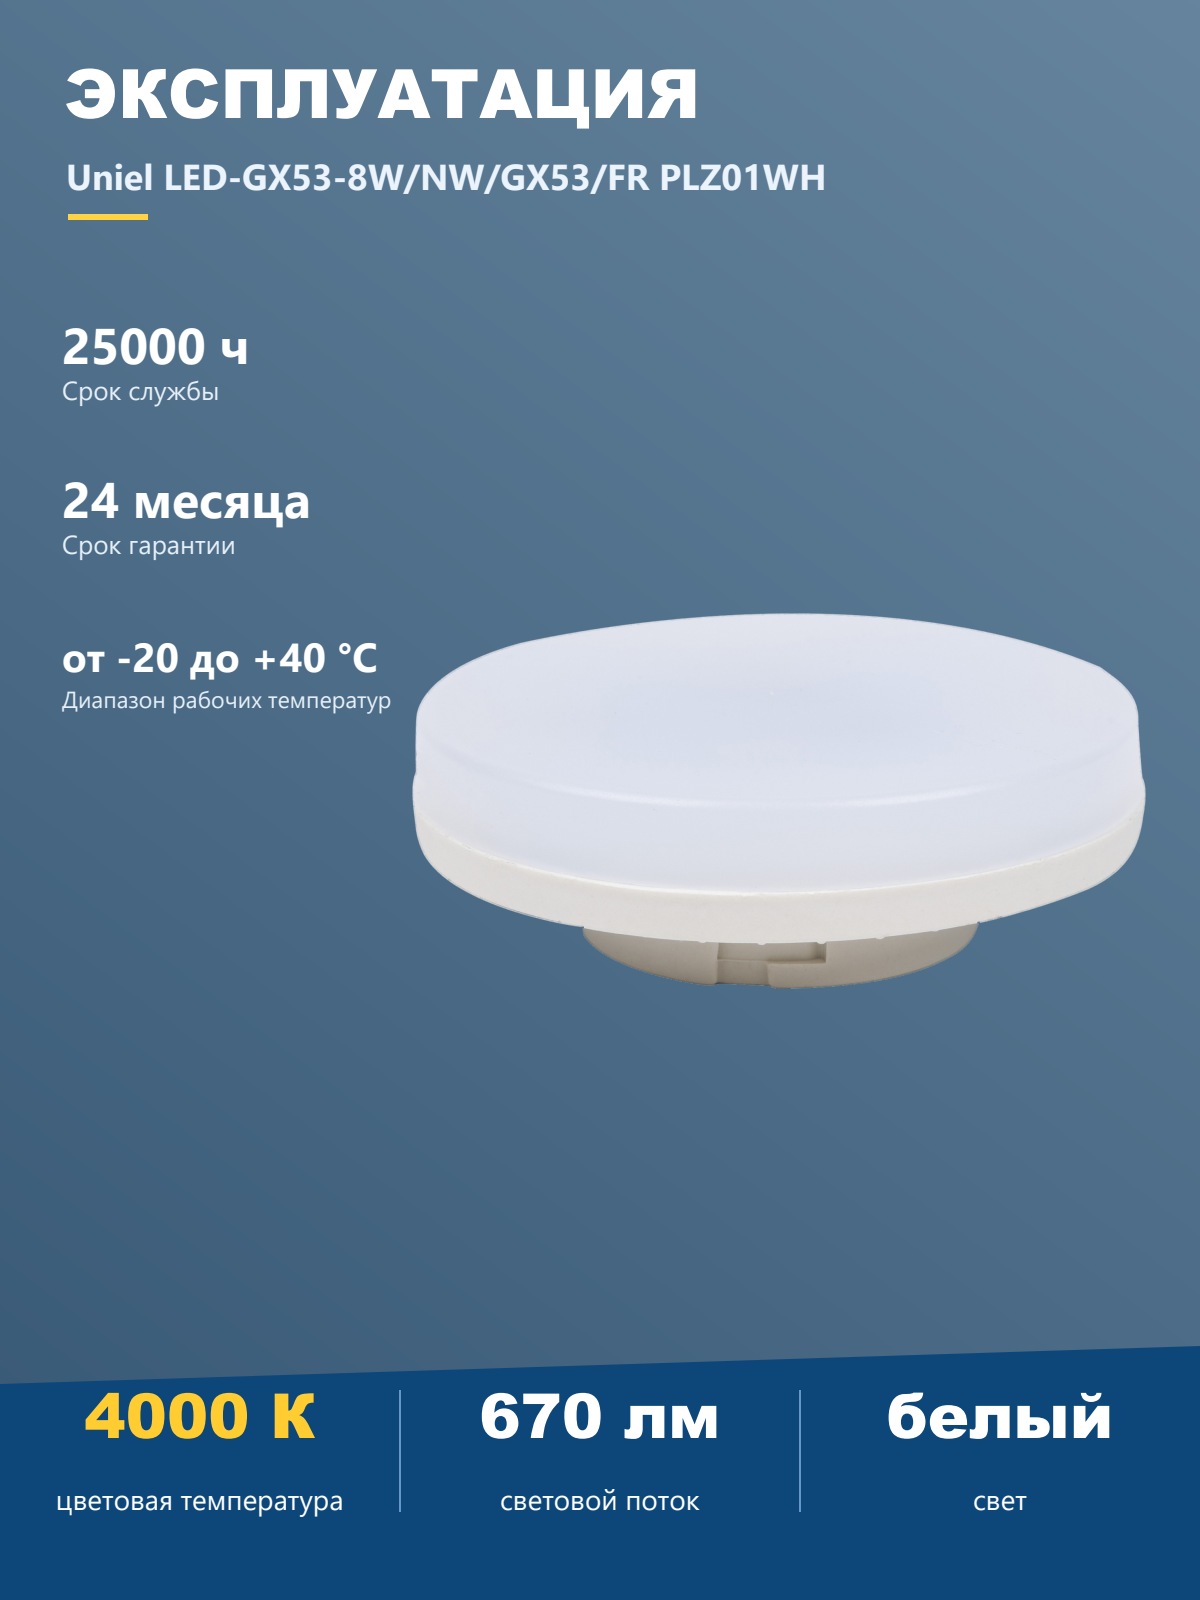 ЭКСПЛУАТАЦИЯ
Uniel LED-GX53-8W/NW/GX53/FR PLZ01WH
25000 ч
Срок службы
24 месяца
Срок гарантии
от -20 до +40 °C
Диапазон рабочих температур
4000 К
цветовая температура
670 лм
световой поток
белый
свет